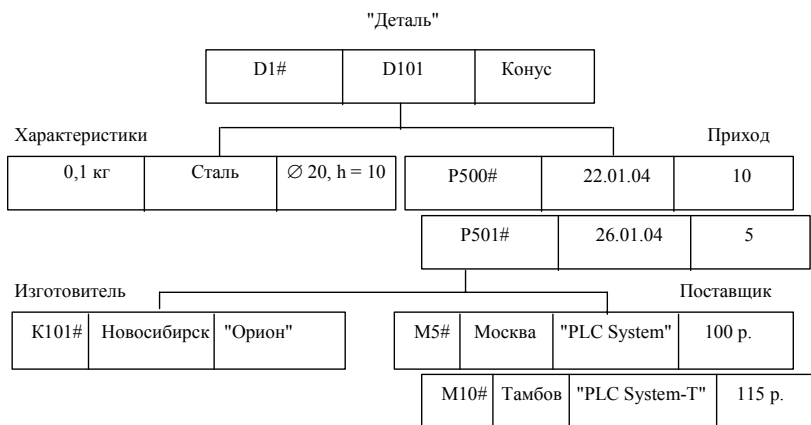 "Деталь"
D1# D101 Конус
Характеристики Приход
0,1 кг Сталь ∅ 20, h = 10 P500# 22.01.04 10
P501# 26.01.04 5
Изготовитель Поставщик
K101# Новосибирск "Орион" M5# Москва "PLC System" 100 р.
M10# Тамбов "PLC System-T" 115 р.